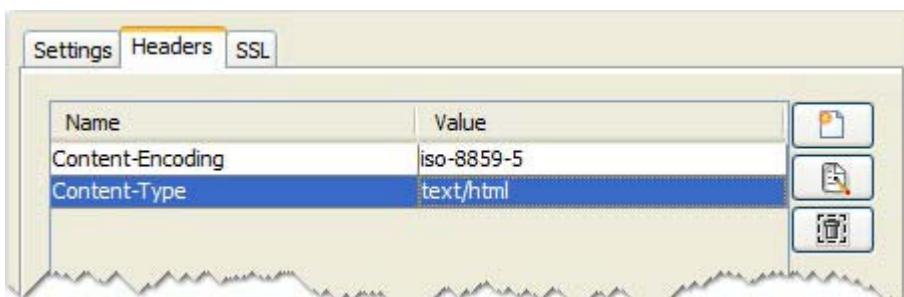 Settings Headers SSL
Name Value
Content-Encoding iso-8859-5
Content-Type text/html